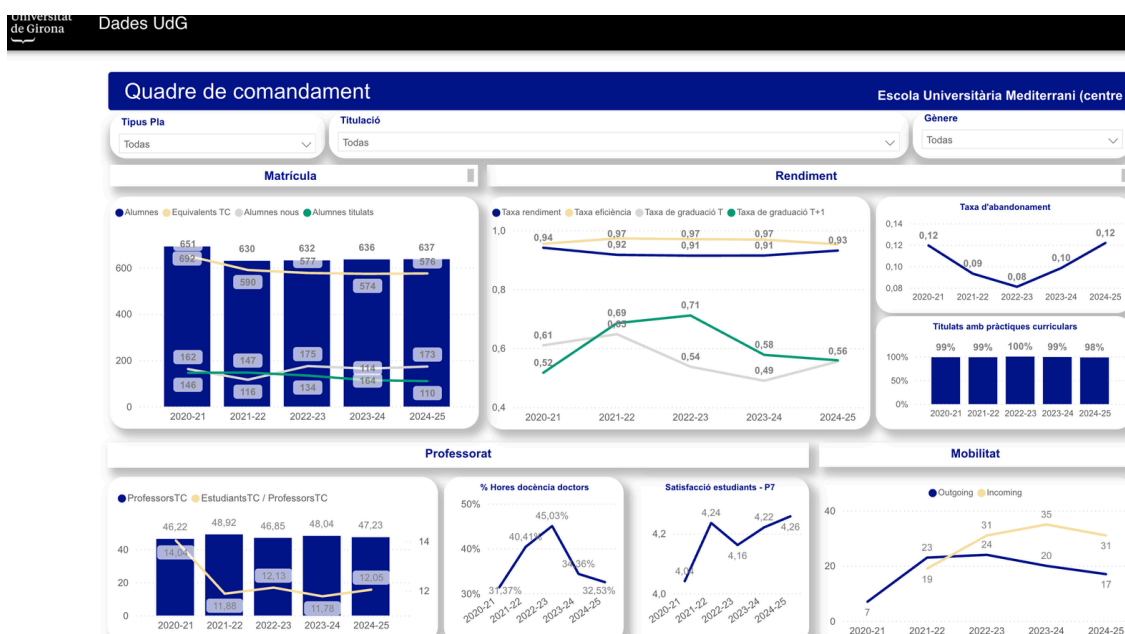 Universitat
de Girona
Dades UdG
Quadre de comandament
Escola Universitària Mediterrani (centre
Tipus Pla
Todas
Titulació
Todas
Gènere
Todas
Matrícula
Rendiment
Alumnes Equivalents TC Alumnes nous Alumnes titulats
651 630 632 636 637
692 590 577 574 576
162 147 175 114 173
146 116 134 164 110
600
400
200
0
2020-21 2021-22 2022-23 2023-24 2024-25
Taxa rendiment Taxa eficiència Taxa de graduació T Taxa de graduació T+1
1,0
0,8
0,6
0,4
0,94 0,97 0,97 0,97 0,93
0,92 0,91 0,91
0,61 0,69 0,71 0,58 0,56
0,52 0,65 0,54 0,49
2020-21 2021-22 2022-23 2023-24 2024-25
Taxa d'abandonament
0,14
0,12
0,10
0,08
0,12 0,09 0,08 0,10 0,12
2020-21 2021-22 2022-23 2023-24 2024-25
Titulats amb pràctiques curriculars
99% 99% 100% 99% 98%
100%
50%
0%
2020-21 2021-22 2022-23 2023-24 2024-25
Professorat
Mobilitat
ProfessorsTC EstudiantsTC / ProfessorsTC
46,22 48,92 46,85 48,04 47,23
14,04 11,88 12,13 11,78 12,05
40
20
0
14
12
2020-21 2021-22 2022-23 2023-24 2024-25
% Hores docència doctors
50%
40%
30%
31,37% 40,41% 45,03% 34,36% 32,53%
2020-21 2021-22 2022-23 2023-24 2024-25
Satisfacció estudiants - P7
4,2
4,0
4,04 4,24 4,16 4,22 4,26
2020-21 2021-22 2022-23 2023-24 2024-25
Outgoing Incoming
40
20
0
7 23 24 20 17
19 31 35 31
2020-21 2021-22 2022-23 2023-24 2024-25